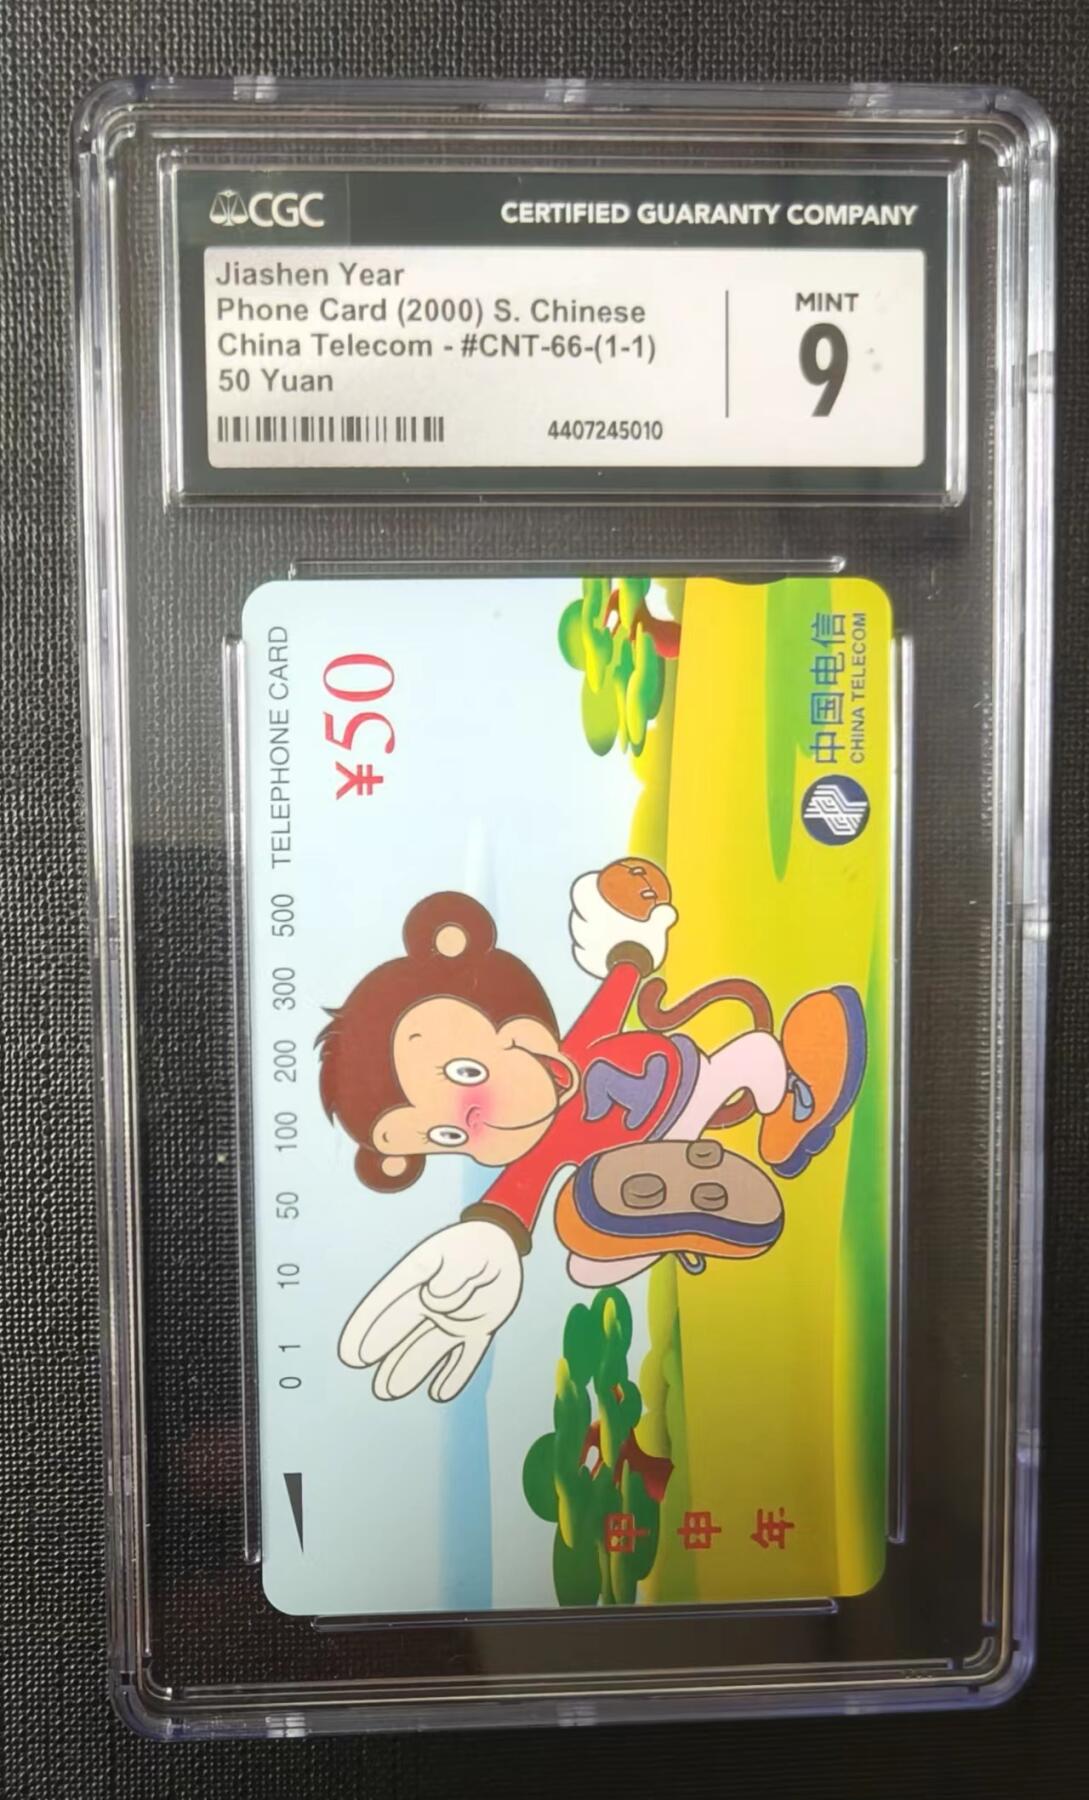 CGC
CERTIFIED GUARANTY COMPANY
Jiashen Year
Phone Card (2000) S. Chinese
China Telecom - #CNT-66-(1-1)
50 Yuan
4407245010
MINT
9
0 1 10 50 100 200 300 500 TELEPHONE CARD
¥50
中国电信
CHINA TELECOM
甲申年